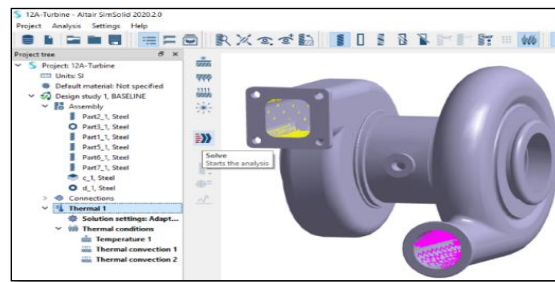 12A-Turbine - Altair SimSolid 2020.2.0
Project Analysis Settings Help
Project tree
Project: 12A-Turbine
Units: SI
Default material: Not specified
Design study 1, BASELINE
Assembly
Part2_1, Steel
Part3_1, Steel
Part1_1, Steel
Part5_1, Steel
Part6_1, Steel
Part7_1, Steel
c_1, Steel
d_1, Steel
Connections
Thermal 1
Solution settings: Adapt...
Thermal conditions
Temperature 1
Thermal convection 1
Thermal convection 2
Solve
Starts the analysis